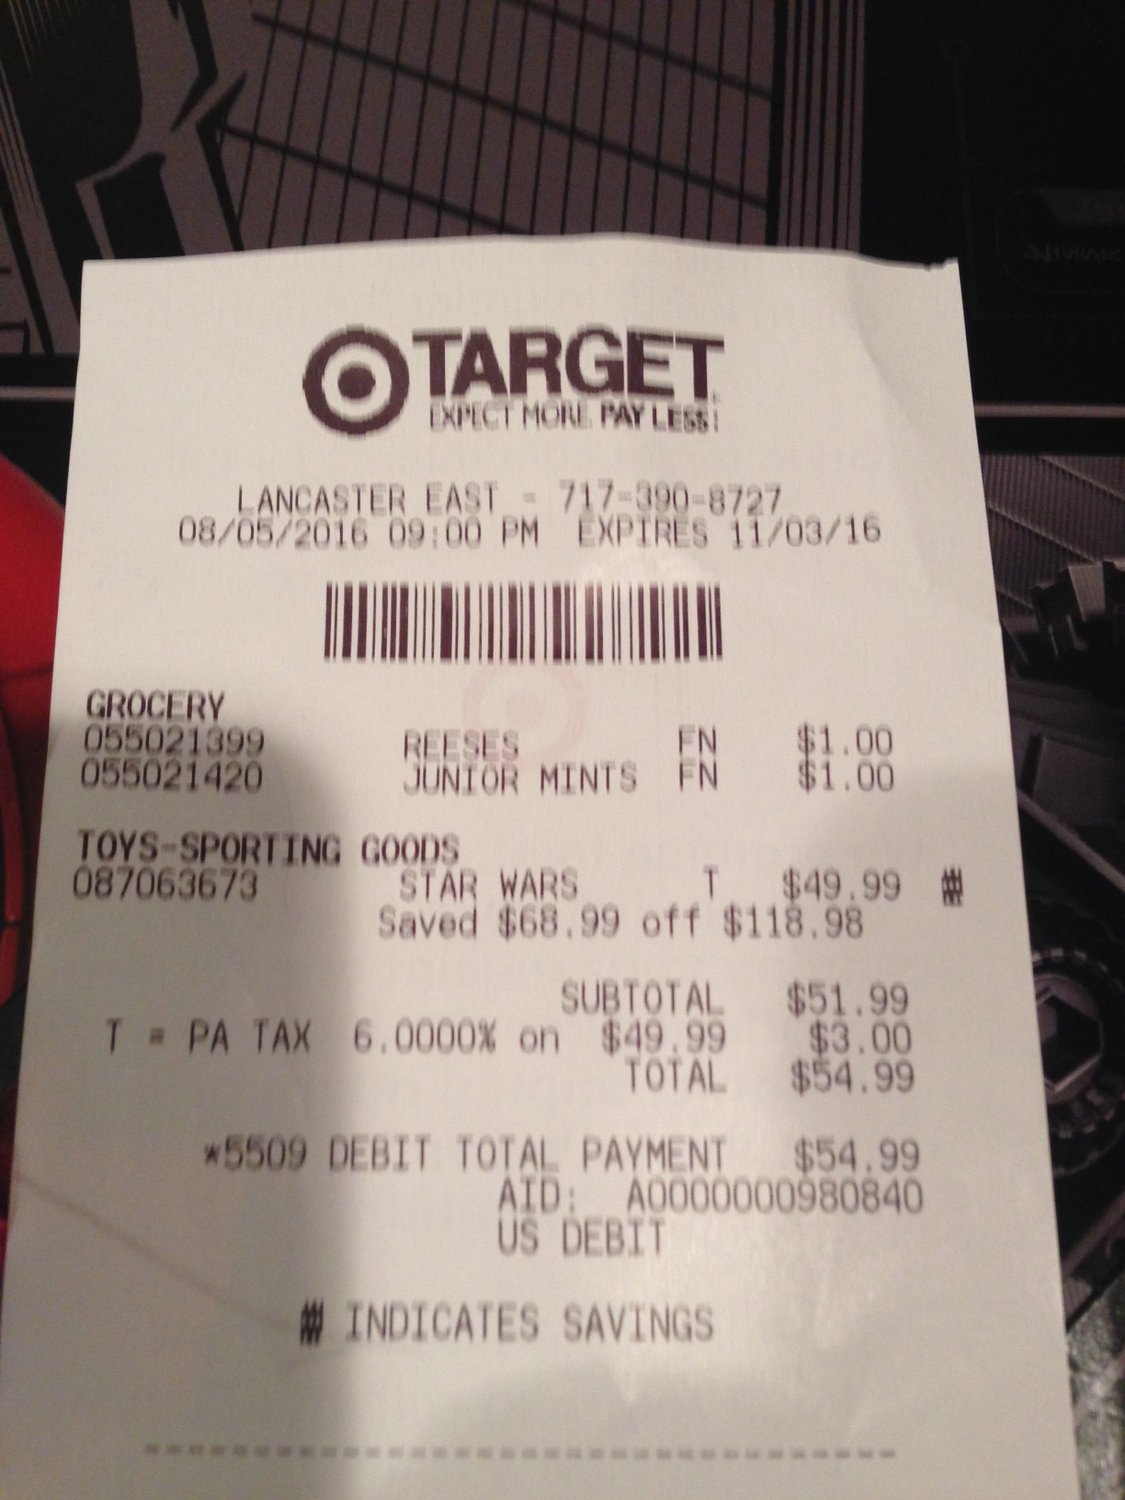 TARGET
EXPECT MORE. PAY LESS.
LANCASTER EAST - 717-390-8727
08/05/2016 09:00 PM EXPIRES 11/03/16
GROCERY
055021399 REESES FN $1.00
055021420 JUNIOR MINTS FN $1.00
TOYS-SPORTING GOODS
087063673 STAR WARS T $49.99
Saved $68.99 off $118.98
SUBTOTAL $51.99
T = PA TAX 6.0000% on $49.99 $3.00
TOTAL $54.99
*5509 DEBIT TOTAL PAYMENT $54.99
AID: A0000000980840
US DEBIT
INDICATES SAVINGS